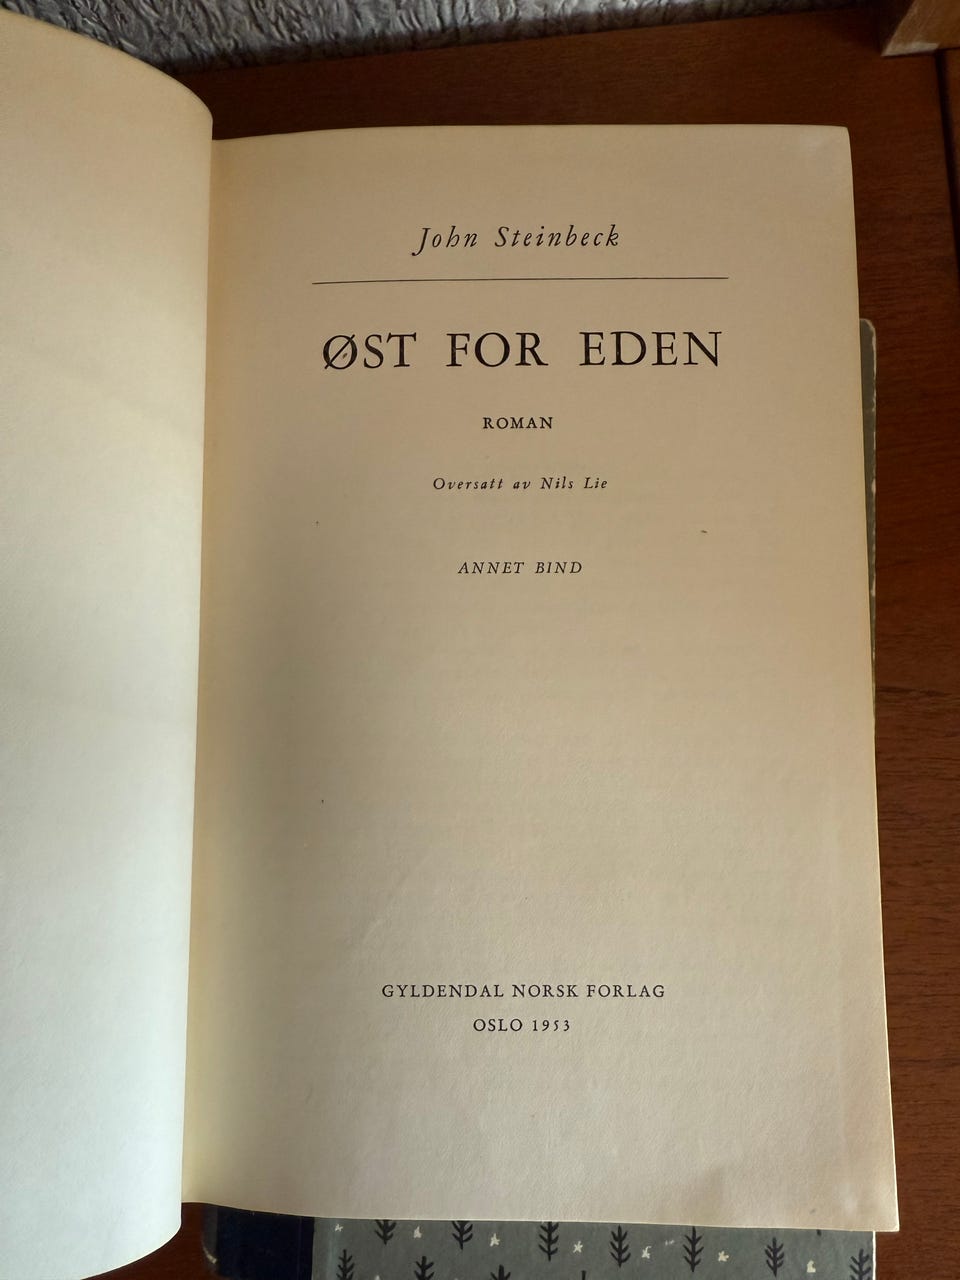 John Steinbeck
ØST FOR EDEN
ROMAN
Oversatt av Nils Lie
ANNET BIND
GYLDENDAL NORSK FORLAG
OSLO 1953